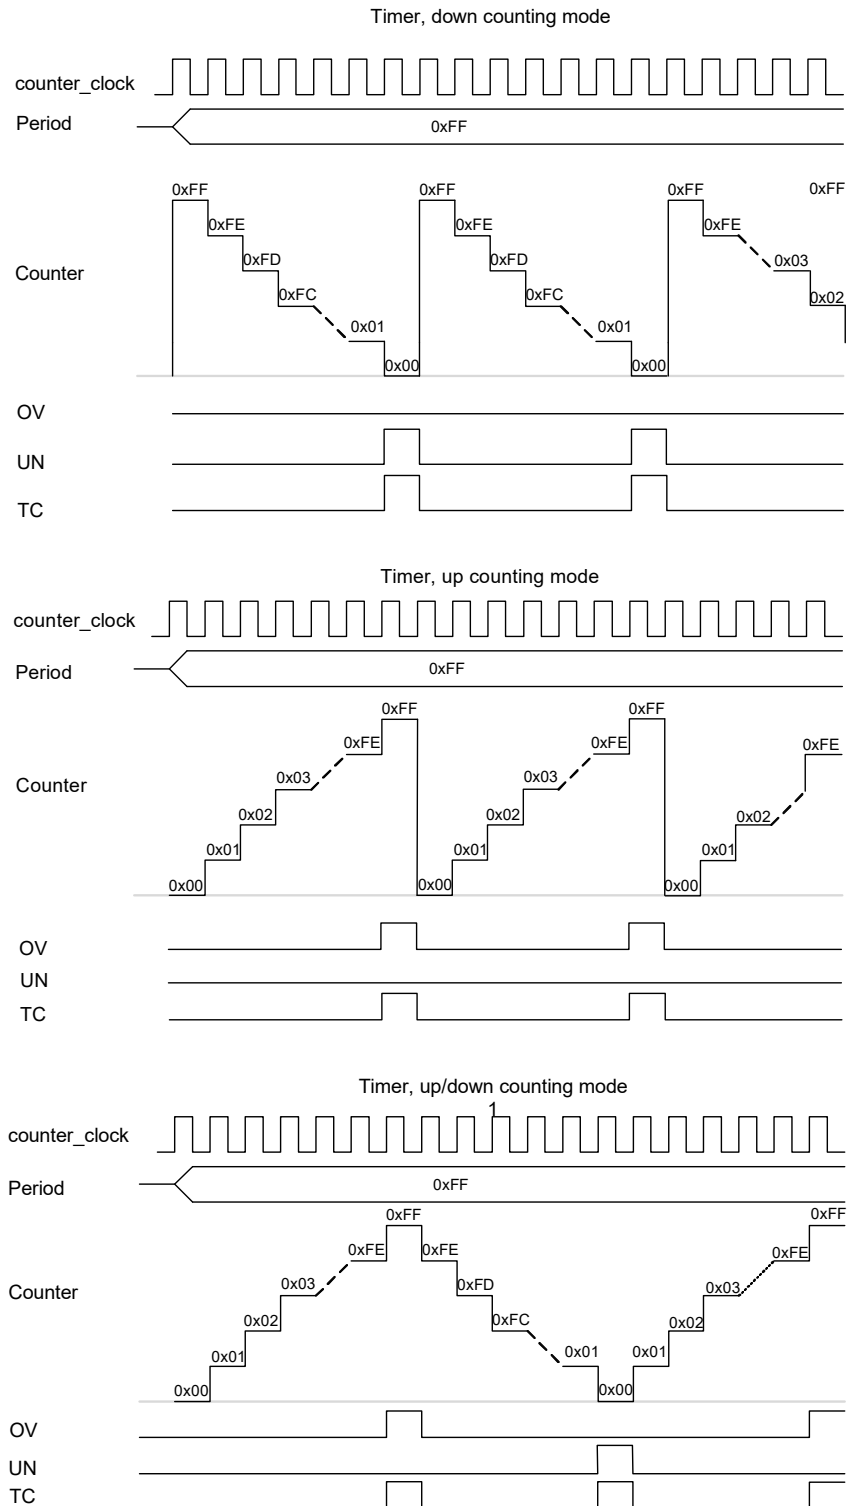 Timer, down counting mode
counter_clock
Period
0xFF
0xFF 0xFF 0xFF 0xFF
0xFE 0xFE 0xFE
0xFD 0xFD 0x03
Counter
0xFC 0xFC 0x02
0x01 0x01
0x00 0x00
OV
UN
TC
Timer, up counting mode
counter_clock
Period
0xFF
0xFF 0xFF
0xFE 0xFE 0xFE
0x03 0x03
Counter
0x02 0x02 0x02
0x01 0x01 0x01
0x00 0x00 0x00
OV
UN
TC
Timer, up/down counting mode
1
counter_clock
Period
0xFF
0xFF 0xFF
0xFE 0xFE 0xFE
0x03 0xFD 0x03
Counter
0x02 0xFC 0x02
0x01 0x01 0x01
0x00 0x00
OV
UN
TC